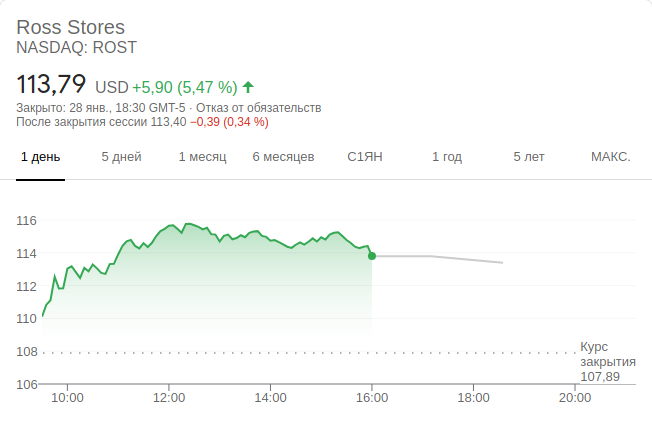 Ross Stores
NASDAQ: ROST
113,79 USD +5,90 (5,47 %)
Закрыто: 28 янв., 18:30 GMT-5 · Отказ от обязательств
После закрытия сессии 113,40 −0,39 (0,34 %)
1 день 5 дней 1 месяц 6 месяцев С1ЯН 1 год 5 лет МАКС.
116
114
112
110
108
Курс
закрытия
107,89
106
10:00 12:00 14:00 16:00 18:00 20:00